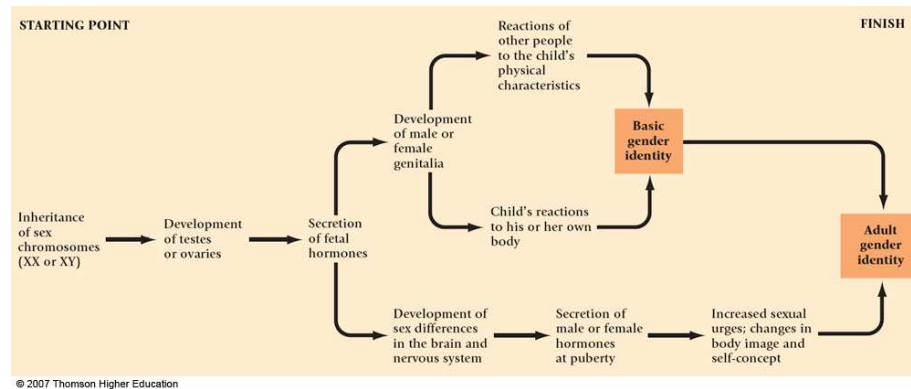 STARTING POINT
FINISH
Reactions of
other people
to the child's
physical
characteristics
Development
of male or
female
genitalia
Basic
gender
identity
Inheritance
of sex
chromosomes
(XX or XY)
Development
of testes
or ovaries
Secretion
of fetal
hormones
Child's reactions
to his or her own
body
Adult
gender
identity
Development of
sex differences
in the brain and
nervous system
Secretion of
male or female
hormones
at puberty
Increased sexual
urges; changes in
body image and
self-concept
© 2007 Thomson Higher Education